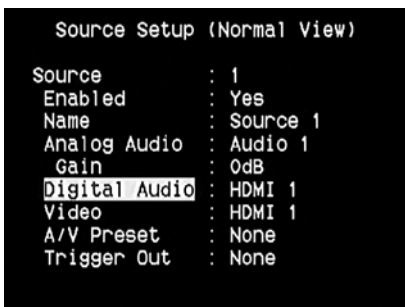 Source Setup (Normal View)
Source : 1
Enabled : Yes
Name : Source 1
Analog Audio : Audio 1
Gain : 0dB
Digital Audio : HDMI 1
Video : HDMI 1
A/V Preset : None
Trigger Out : None